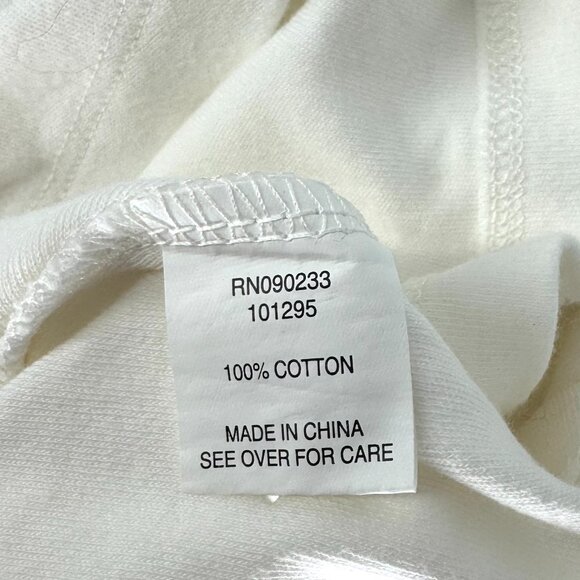 RN090233
101295
100% COTTON
MADE IN CHINA
SEE OVER FOR CARE